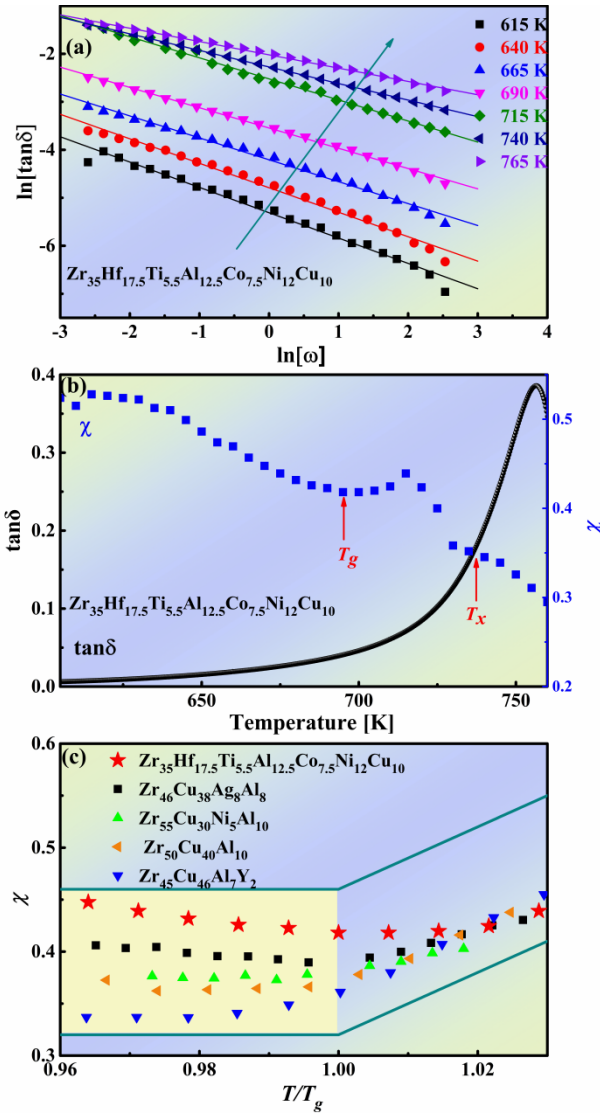 (a)
615 K
640 K
665 K
690 K
715 K
740 K
765 K
ln[tanδ]
-2
-4
-6
Zr35Hf17.5Ti5.5Al12.5Co7.5Ni12Cu10
-3 -2 -1 0 1 2 3 4
ln[ω]
(b)
0.4
0.3
0.2
0.1
0.0
tanδ
χ
Tg
Tx
0.5
0.4
0.3
0.2
χ
Zr35Hf17.5Ti5.5Al12.5Co7.5Ni12Cu10
tanδ
650 700 750
Temperature [K]
(c)
0.6
0.5
0.4
0.3
χ
Zr35Hf17.5Ti5.5Al12.5Co7.5Ni12Cu10
Zr46Cu38Ag8Al8
Zr55Cu30Ni5Al10
Zr50Cu40Al10
Zr45Cu46Al7Y2
0.96 0.98 1.00 1.02
T/Tg